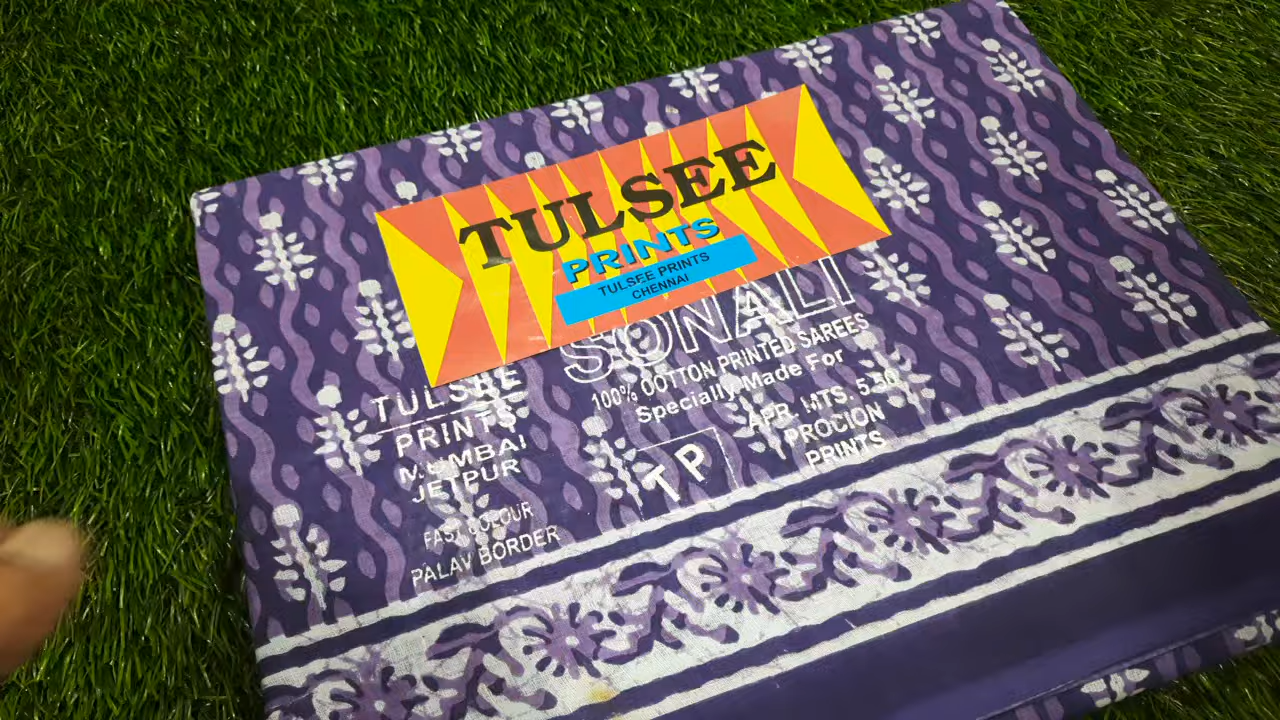 TULSEE
PRINTS
TULSEE PRINTS
CHENNAI
SONALI
100% COTTON PRINTED SAREES
Specially Made For
APR. MTS. 5.50
PROCION
PRINTS
TP
TULSEE
PRINTS
MUMBAI
JETPUR
FAST COLOUR
PALAV BORDER